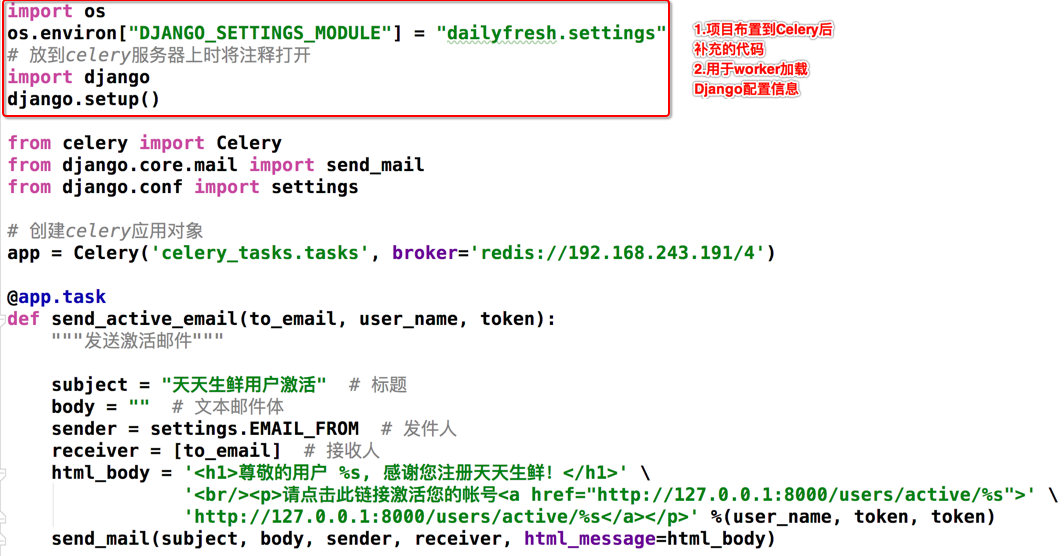 import os
os.environ["DJANGO_SETTINGS_MODULE"] = "dailyfresh.settings"
# 放到celery服务器上时将注释打开
import django
django.setup()
1.项目布置到Celery后
补充的代码
2.用于worker加载
Django配置信息
from celery import Celery
from django.core.mail import send_mail
from django.conf import settings
# 创建celery应用对象
app = Celery('celery_tasks.tasks', broker='redis://192.168.243.191/4')
@app.task
def send_active_email(to_email, user_name, token):
    """发送激活邮件"""
    subject = "天天生鲜用户激活"  # 标题
    body = ""  # 文本邮件体
    sender = settings.EMAIL_FROM  # 发件人
    receiver = [to_email]  # 接收人
    html_body = '<h1>尊敬的用户 %s, 感谢您注册天天生鲜！</h1>' \
                '<br/><p>请点击此链接激活您的帐号<a href="http://127.0.0.1:8000/users/active/%s">' \
                'http://127.0.0.1:8000/users/active/%s</a></p>' %(user_name, token, token)
    send_mail(subject, body, sender, receiver, html_message=html_body)